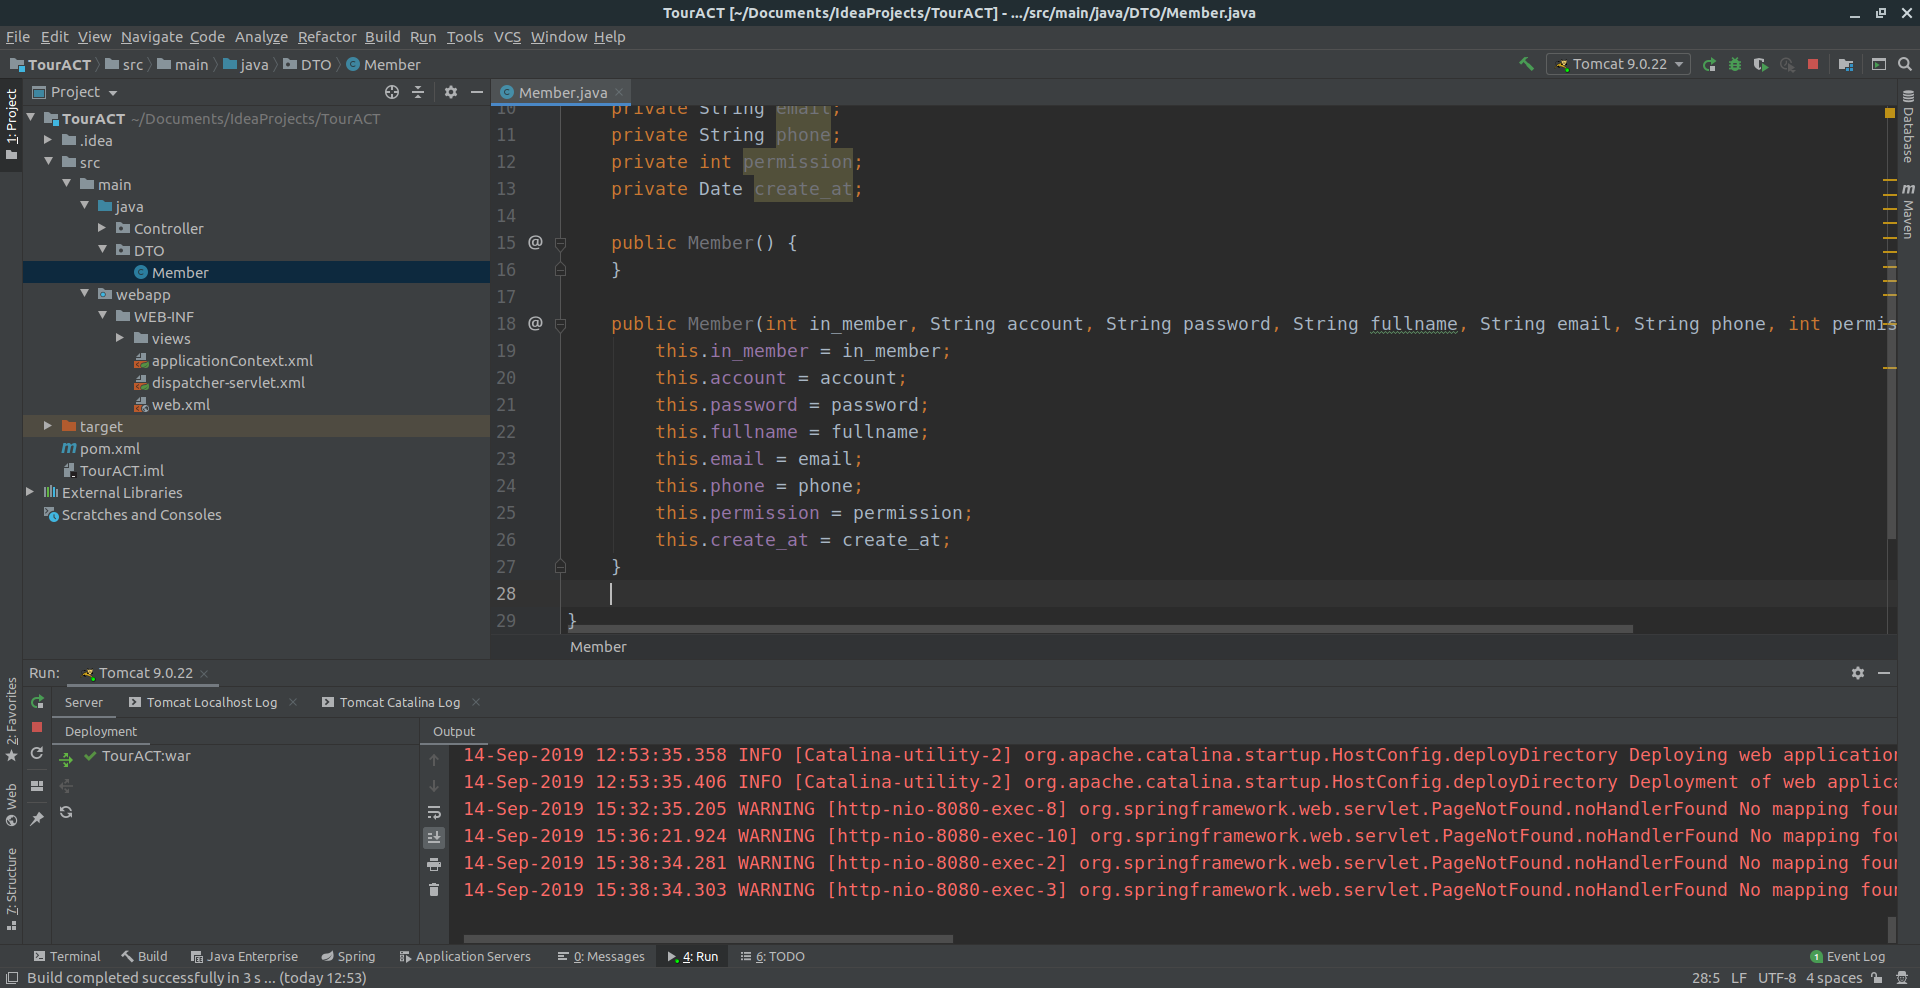 TourACT [~/Documents/IdeaProjects/TourACT] - .../src/main/java/DTO/Member.java
File Edit View Navigate Code Analyze Refactor Build Run Tools VCS Window Help
TourACT src main java DTO Member
Tomcat 9.0.22
1: Project
Project
TourACT ~/Documents/IdeaProjects/TourACT
.idea
src
main
java
Controller
DTO
Member
webapp
WEB-INF
views
applicationContext.xml
dispatcher-servlet.xml
web.xml
target
pom.xml
TourACT.iml
External Libraries
Scratches and Consoles
Member.java
10 private String email;
11 private String phone;
12 private int permission;
13 private Date create_at;
14
15 @ public Member() {
16 }
17
18 @ public Member(int in_member, String account, String password, String fullname, String email, String phone, int permis
19 this.in_member = in_member;
20 this.account = account;
21 this.password = password;
22 this.fullname = fullname;
23 this.email = email;
24 this.phone = phone;
25 this.permission = permission;
26 this.create_at = create_at;
27 }
28
29 }
Member
Database
m Maven
2: Favorites
Web
7: Structure
Run: Tomcat 9.0.22
Server Tomcat Localhost Log Tomcat Catalina Log
Deployment
TourACT:war
Output
14-Sep-2019 12:53:35.358 INFO [Catalina-utility-2] org.apache.catalina.startup.HostConfig.deployDirectory Deploying web application
14-Sep-2019 12:53:35.406 INFO [Catalina-utility-2] org.apache.catalina.startup.HostConfig.deployDirectory Deployment of web applica
14-Sep-2019 15:32:35.205 WARNING [http-nio-8080-exec-8] org.springframework.web.servlet.PageNotFound.noHandlerFound No mapping foun
14-Sep-2019 15:36:21.924 WARNING [http-nio-8080-exec-10] org.springframework.web.servlet.PageNotFound.noHandlerFound No mapping fou
14-Sep-2019 15:38:34.281 WARNING [http-nio-8080-exec-2] org.springframework.web.servlet.PageNotFound.noHandlerFound No mapping foun
14-Sep-2019 15:38:34.303 WARNING [http-nio-8080-exec-3] org.springframework.web.servlet.PageNotFound.noHandlerFound No mapping foun
Terminal Build Java Enterprise Spring Application Servers 0: Messages 4: Run 6: TODO 1 Event Log
Build completed successfully in 3 s ... (today 12:53) 28:5 LF UTF-8 4 spaces